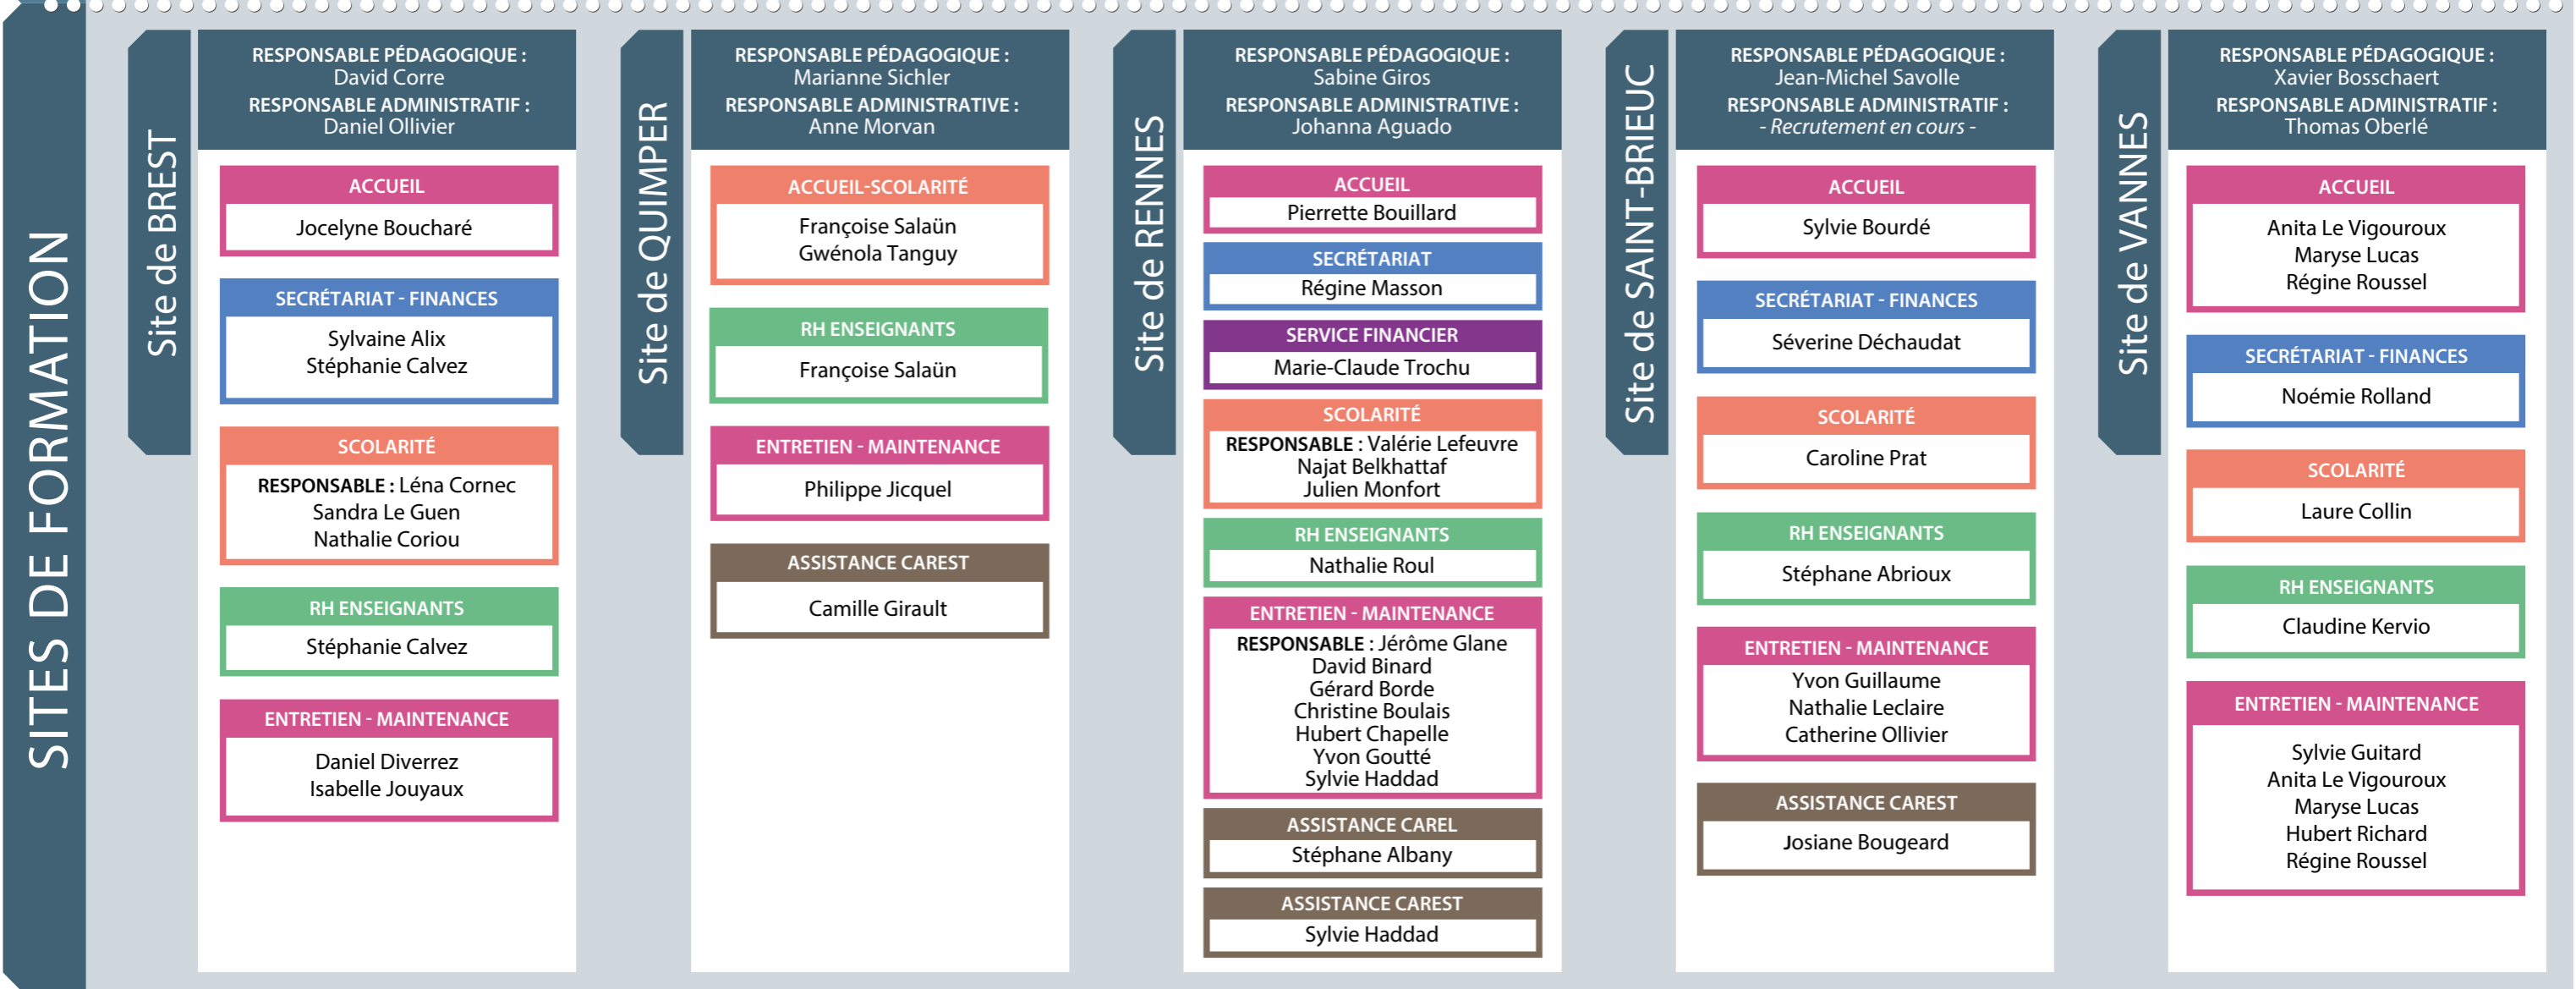 SITES DE FORMATION
Site de BREST
RESPONSABLE PÉDAGOGIQUE :
David Corre
RESPONSABLE ADMINISTRATIF :
Daniel Ollivier
ACCUEIL
Jocelyne Boucharé
SECRÉTARIAT - FINANCES
Sylvaine Alix
Stéphanie Calvez
SCOLARITÉ
RESPONSABLE : Léna Cornec
Sandra Le Guen
Nathalie Coriou
RH ENSEIGNANTS
Stéphanie Calvez
ENTRETIEN - MAINTENANCE
Daniel Diverrez
Isabelle Jouyaux
Site de QUIMPER
RESPONSABLE PÉDAGOGIQUE :
Marianne Sichler
RESPONSABLE ADMINISTRATIVE :
Anne Morvan
ACCUEIL-SCOLARITÉ
Françoise Salaün
Gwénola Tanguy
RH ENSEIGNANTS
Françoise Salaün
ENTRETIEN - MAINTENANCE
Philippe Jicquel
ASSISTANCE CAREST
Camille Girault
Site de RENNES
RESPONSABLE PÉDAGOGIQUE :
Sabine Giros
RESPONSABLE ADMINISTRATIVE :
Johanna Aguado
ACCUEIL
Pierrette Bouillard
SECRÉTARIAT
Régine Masson
SERVICE FINANCIER
Marie-Claude Trochu
SCOLARITÉ
RESPONSABLE : Valérie Lefeuvre
Najat Belkhattaf
Julien Monfort
RH ENSEIGNANTS
Nathalie Roul
ENTRETIEN - MAINTENANCE
RESPONSABLE : Jérôme Glane
David Binard
Gérard Borde
Christine Boulais
Hubert Chapelle
Yvon Goutté
Sylvie Haddad
ASSISTANCE CAREL
Stéphane Albany
ASSISTANCE CAREST
Sylvie Haddad
Site de SAINT-BRIEUC
RESPONSABLE PÉDAGOGIQUE :
Jean-Michel Savolle
RESPONSABLE ADMINISTRATIF :
- Recrutement en cours -
ACCUEIL
Sylvie Bourdé
SECRÉTARIAT - FINANCES
Séverine Déchaudat
SCOLARITÉ
Caroline Prat
RH ENSEIGNANTS
Stéphane Abrioux
ENTRETIEN - MAINTENANCE
Yvon Guillaume
Nathalie Leclaire
Catherine Ollivier
ASSISTANCE CAREST
Josiane Bougeard
Site de VANNES
RESPONSABLE PÉDAGOGIQUE :
Xavier Bosschaert
RESPONSABLE ADMINISTRATIF :
Thomas Oberlé
ACCUEIL
Anita Le Vigouroux
Maryse Lucas
Régine Roussel
SECRÉTARIAT - FINANCES
Noémie Rolland
SCOLARITÉ
Laure Collin
RH ENSEIGNANTS
Claudine Kervio
ENTRETIEN - MAINTENANCE
Sylvie Guitard
Anita Le Vigouroux
Maryse Lucas
Hubert Richard
Régine Roussel